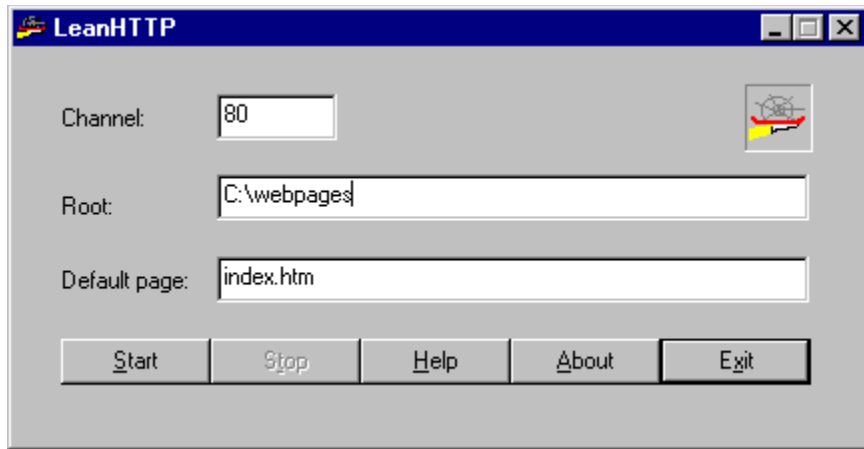 LeanHTTP
Channel: 80
Root: C:\webpages
Default page: index.htm
Start Stop Help About Exit